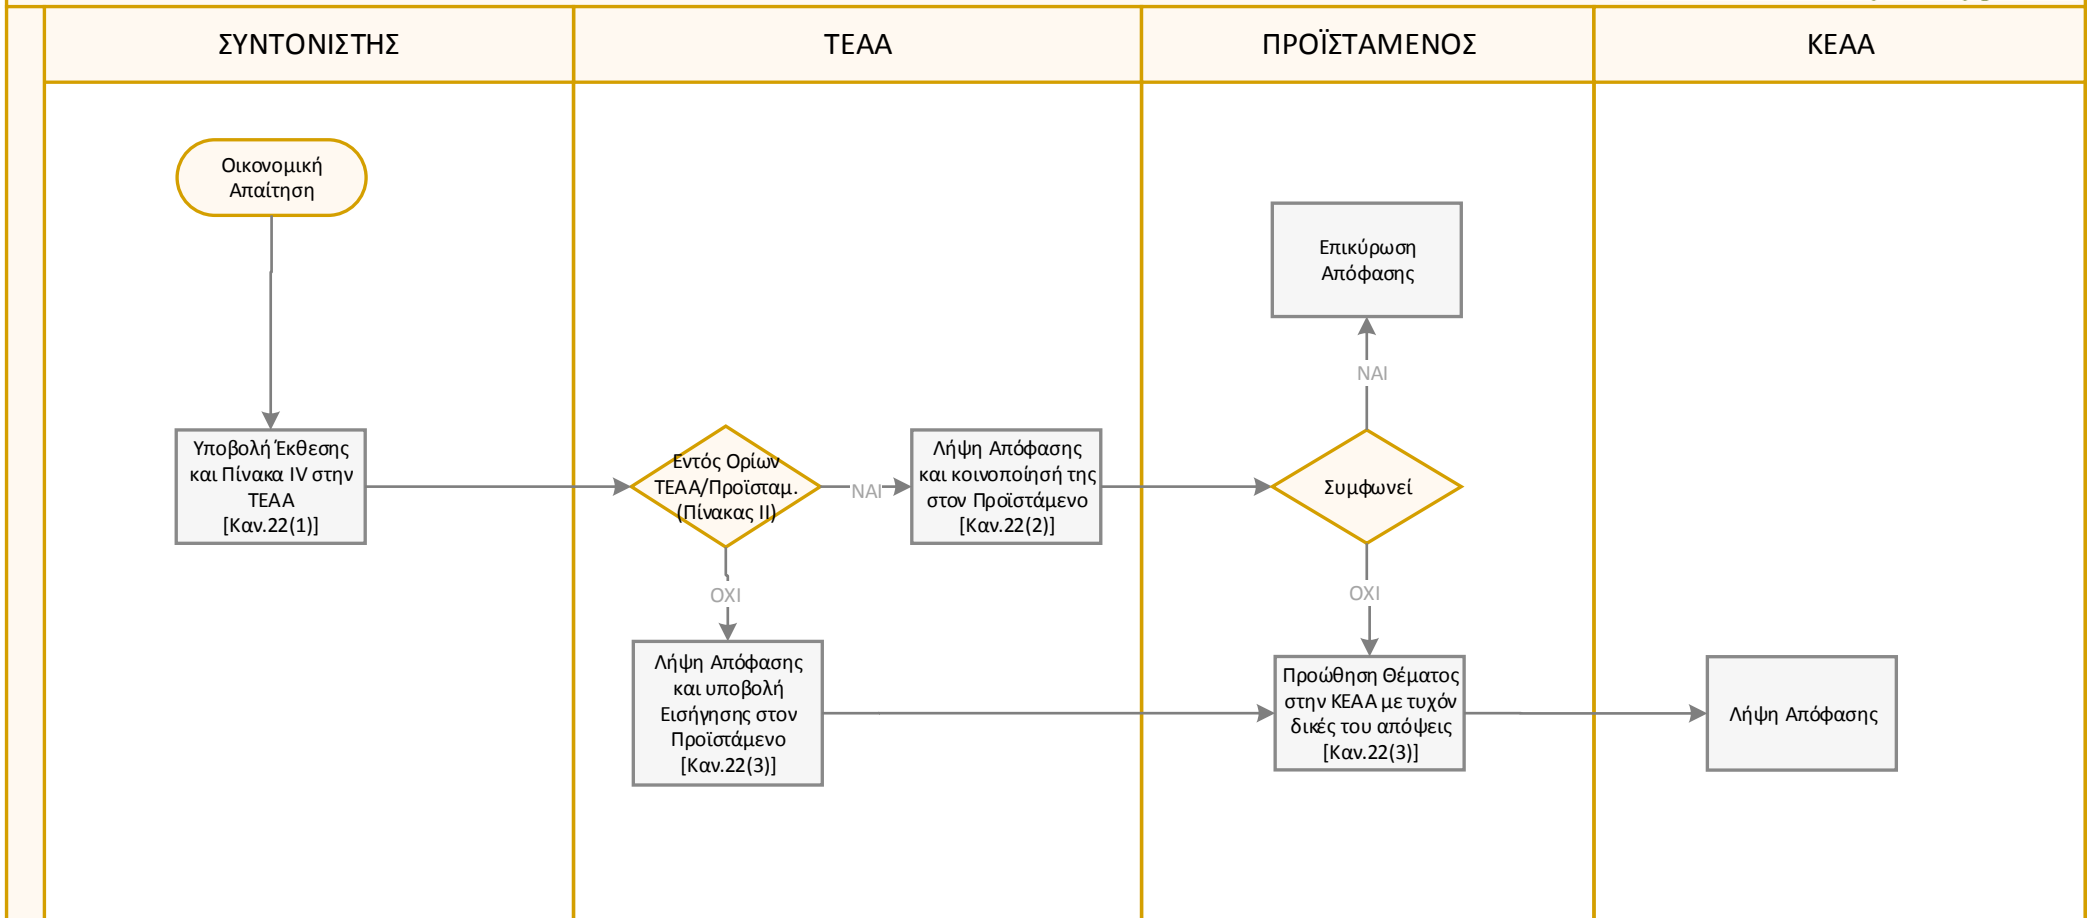 ΣΥΝΤΟΝΙΣΤΗΣ
ΤΕΑΑ
ΠΡΟΪΣΤΑΜΕΝΟΣ
ΚΕΑΑ
Οικονομική
Απαίτηση
Υποβολή Έκθεσης
και Πίνακα IV στην
ΤΕΑΑ
[Καν.22(1)]
Εντός Ορίων
ΤΕΑΑ/Προϊσταμ.
(Πίνακας ΙΙ)
ΝΑΙ
ΟΧΙ
Λήψη Απόφασης
και κοινοποίησή της
στον Προϊστάμενο
[Καν.22(2)]
Λήψη Απόφασης
και υποβολή
Εισήγησης στον
Προϊστάμενο
[Καν.22(3)]
Επικύρωση
Απόφασης
ΝΑΙ
Συμφωνεί
ΟΧΙ
Προώθηση Θέματος
στην ΚΕΑΑ με τυχόν
δικές του απόψεις
[Καν.22(3)]
Λήψη Απόφασης